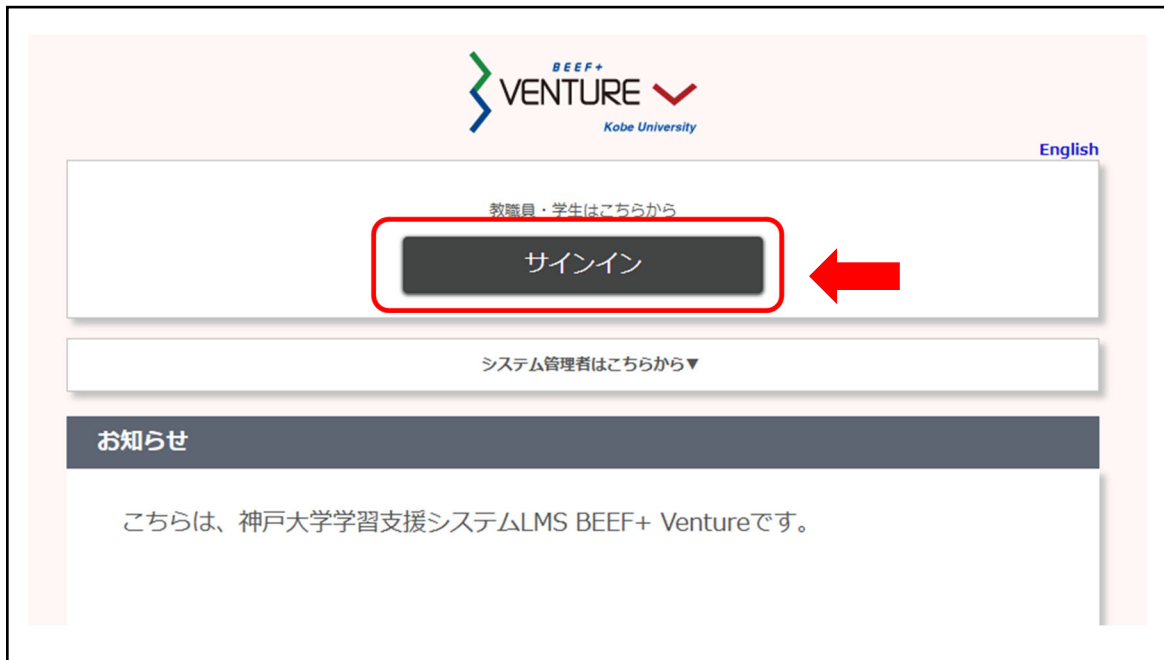 BEEF+
VENTURE
Kobe University
English
教職員・学生はこちらから
サインイン
システム管理者はこちらから▼
お知らせ
こちらは、神戸大学学習支援システムLMS BEEF+ Ventureです。